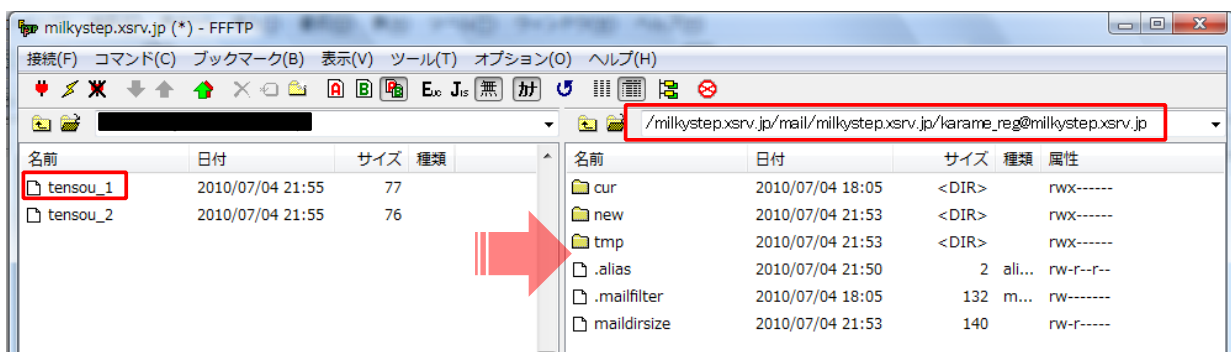 milkystep.xsrv.jp (*) - FFFTP
接続(F) コマンド(C) ブックマーク(B) 表示(V) ツール(T) オプション(O) ヘルプ(H)
A B Euc JIS 無 カナ
/milkystep.xsrv.jp/mail/milkystep.xsrv.jp/karame_reg@milkystep.xsrv.jp
名前 日付 サイズ 種類
tensou_1 2010/07/04 21:55 77
tensou_2 2010/07/04 21:55 76
名前 日付 サイズ 種類 属性
cur 2010/07/04 18:05 <DIR> rwx------
new 2010/07/04 21:53 <DIR> rwx------
tmp 2010/07/04 21:53 <DIR> rwx------
.alias 2010/07/04 21:50 2 ali... rw-r--r--
.mailfilter 2010/07/04 18:05 132 m... rw-------
maildirsize 2010/07/04 21:53 140 rw-r-----